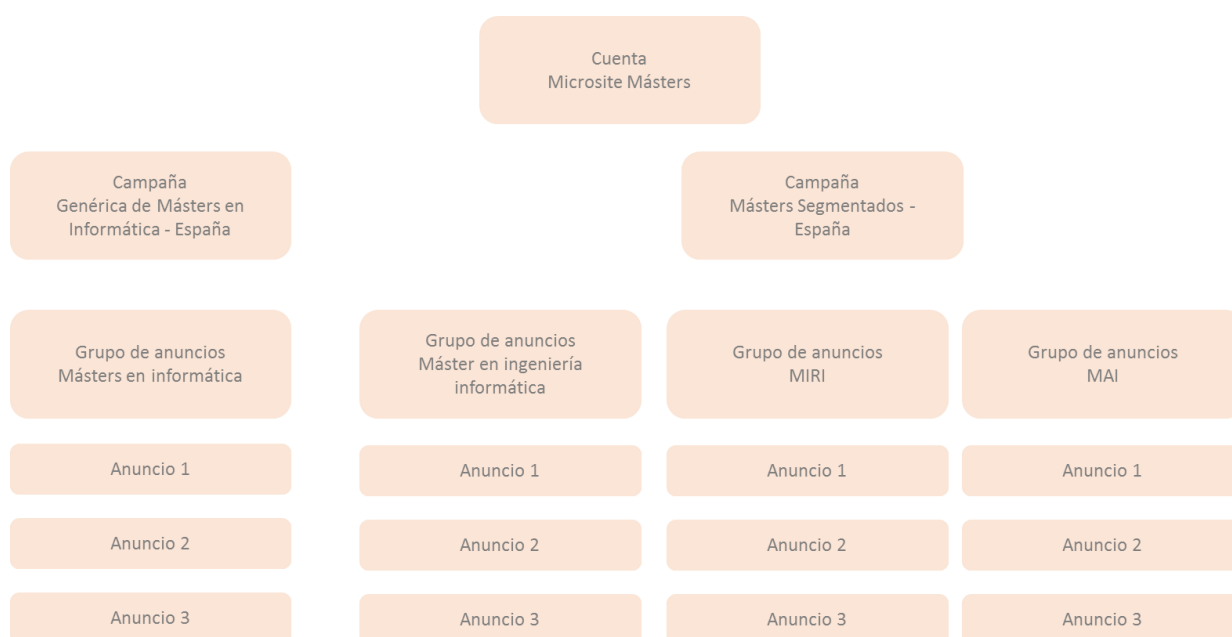 Cuenta
Microsite Másters
Campaña
Genérica de Másters en
Informática - España
Campaña
Másters Segmentados -
España
Grupo de anuncios
Másters en informática
Grupo de anuncios
Máster en ingeniería
informática
Grupo de anuncios
MIRI
Grupo de anuncios
MAI
Anuncio 1
Anuncio 1
Anuncio 1
Anuncio 1
Anuncio 2
Anuncio 2
Anuncio 2
Anuncio 2
Anuncio 3
Anuncio 3
Anuncio 3
Anuncio 3